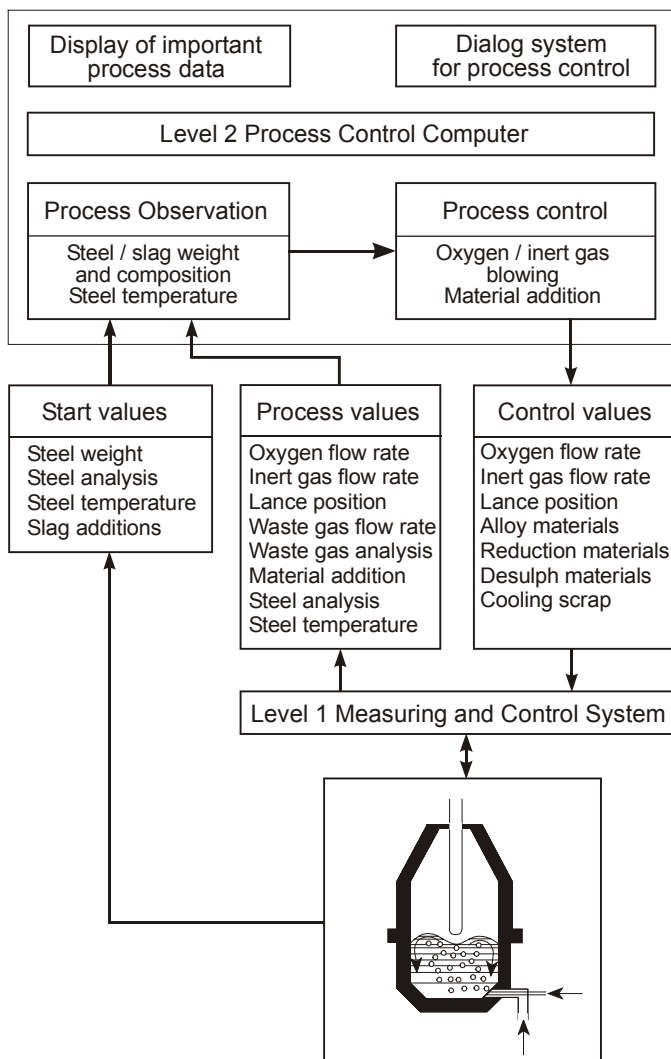 Display of important
process data
Dialog system
for process control
Level 2 Process Control Computer
Process Observation
Steel / slag weight
and composition
Steel temperature
Process control
Oxygen / inert gas
blowing
Material addition
Start values
Steel weight
Steel analysis
Steel temperature
Slag additions
Process values
Oxygen flow rate
Inert gas flow rate
Lance position
Waste gas flow rate
Waste gas analysis
Material addition
Steel analysis
Steel temperature
Control values
Oxygen flow rate
Inert gas flow rate
Lance position
Alloy materials
Reduction materials
Desulph materials
Cooling scrap
Level 1 Measuring and Control System